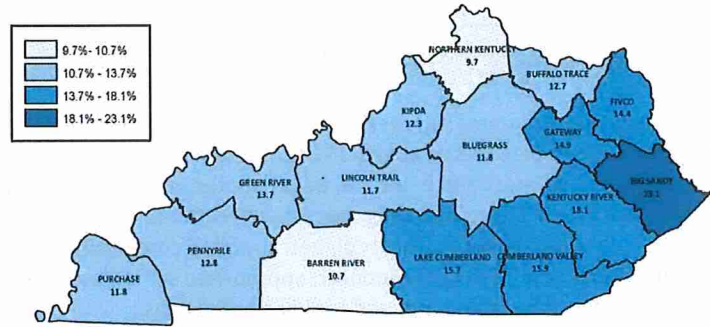 9.7%- 10.7%
10.7%- 13.7%
13.7% - 18.1%
18.1% - 23.1%
NORTHERN KENTUCKY
9.7
BUFFALO TRACE
12.7
FIVCO
14.4
KIPDA
12.3
GATEWAY
14.9
BLUEGRASS
11.8
BIG SANDY
23.1
GREEN RIVER
13.7
LINCOLN TRAIL
11.7
KENTUCKY RIVER
18.1
PENNYRILE
12.8
BARREN RIVER
10.7
LAKE CUMBERLAND
15.7
CUMBERLAND VALLEY
15.9
PURCHASE
11.8